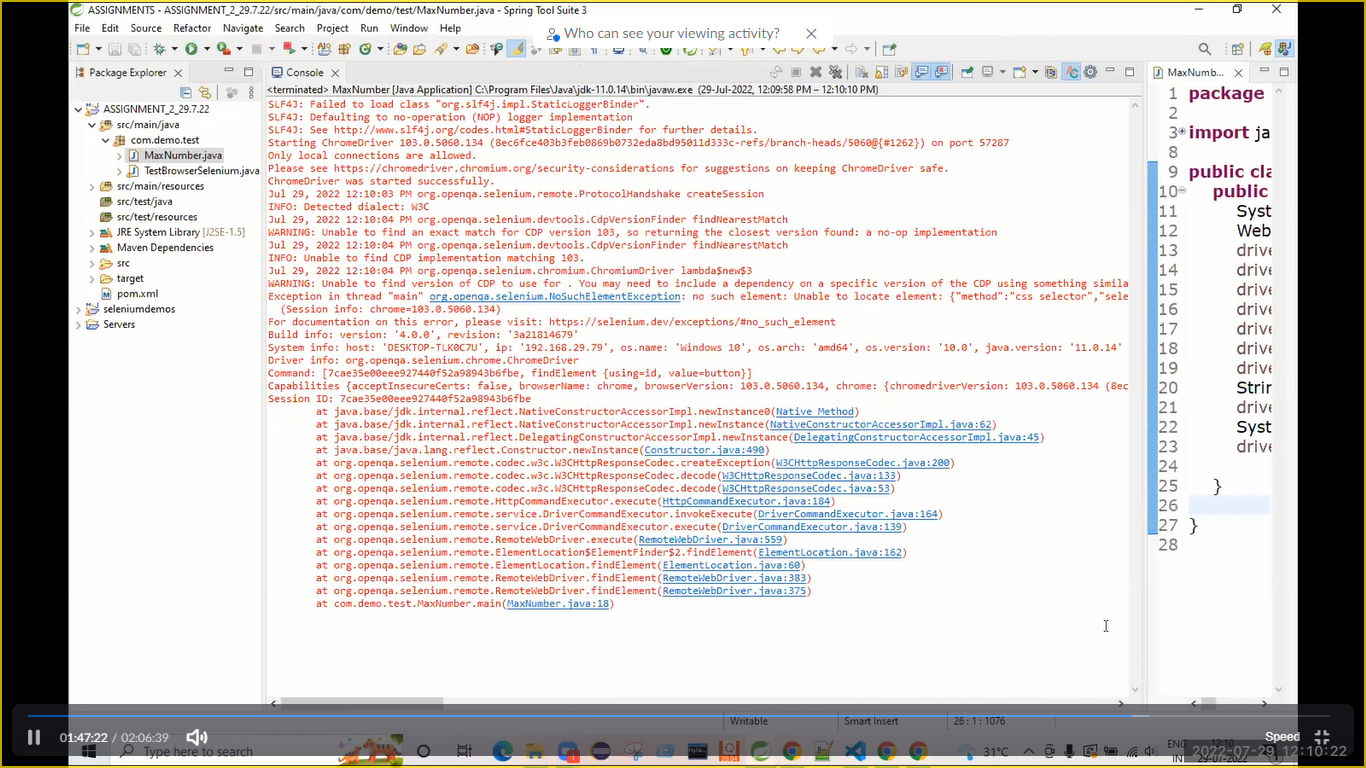 ASSIGNMENTS - ASSIGNMENT_2_29.7.22/src/main/java/com/demo/test/MaxNumber.java - Spring Tool Suite 3
File Edit Source Refactor Navigate Search Project Run Window Help
Who can see your viewing activity?
Package Explorer
ASSIGNMENT_2_29.7.22
src/main/java
com.demo.test
MaxNumber.java
TestBrowserSelenium.java
src/main/resources
src/test/java
src/test/resources
JRE System Library [J2SE-1.5]
Maven Dependencies
src
target
pom.xml
seleniumdemos
Servers
Console
<terminated> MaxNumber [Java Application] C:\Program Files\Java\jdk-11.0.14\bin\javaw.exe (29-Jul-2022, 12:09:58 PM – 12:10:10 PM)
SLF4J: Failed to load class "org.slf4j.impl.StaticLoggerBinder".
SLF4J: Defaulting to no-operation (NOP) logger implementation
SLF4J: See http://www.slf4j.org/codes.html#StaticLoggerBinder for further details.
Starting ChromeDriver 103.0.5060.134 (8ec6fce403b3feb0869b0732eda8bd95011d333c-refs/branch-heads/5060@{#1262}) on port 57287
Only local connections are allowed.
Please see https://chromedriver.chromium.org/security-considerations for suggestions on keeping ChromeDriver safe.
ChromeDriver was started successfully.
Jul 29, 2022 12:10:03 PM org.openqa.selenium.remote.ProtocolHandshake createSession
INFO: Detected dialect: W3C
Jul 29, 2022 12:10:04 PM org.openqa.selenium.devtools.CdpVersionFinder findNearestMatch
WARNING: Unable to find an exact match for CDP version 103, so returning the closest version found: a no-op implementation
Jul 29, 2022 12:10:04 PM org.openqa.selenium.devtools.CdpVersionFinder findNearestMatch
INFO: Unable to find CDP implementation matching 103.
Jul 29, 2022 12:10:04 PM org.openqa.selenium.chromium.ChromiumDriver lambda$new$3
WARNING: Unable to find version of CDP to use for . You may need to include a dependency on a specific version of the CDP using something simila
Exception in thread "main" org.openqa.selenium.NoSuchElementException: no such element: Unable to locate element: {"method":"css selector","sele
(Session info: chrome=103.0.5060.134)
For documentation on this error, please visit: https://selenium.dev/exceptions/#no_such_element
Build info: version: '4.0.0', revision: '3a21814679'
System info: host: 'DESKTOP-TLK0C7U', ip: '192.168.29.79', os.name: 'Windows 10', os.arch: 'amd64', os.version: '10.0', java.version: '11.0.14'
Driver info: org.openqa.selenium.chrome.ChromeDriver
Command: [7cae35e00eee927440f52a98943b6fbe, findElement {using=id, value=button}]
Capabilities {acceptInsecureCerts: false, browserName: chrome, browserVersion: 103.0.5060.134, chrome: {chromedriverVersion: 103.0.5060.134 (8ec
Session ID: 7cae35e00eee927440f52a98943b6fbe
at java.base/jdk.internal.reflect.NativeConstructorAccessorImpl.newInstance0(Native Method)
at java.base/jdk.internal.reflect.NativeConstructorAccessorImpl.newInstance(NativeConstructorAccessorImpl.java:62)
at java.base/jdk.internal.reflect.DelegatingConstructorAccessorImpl.newInstance(DelegatingConstructorAccessorImpl.java:45)
at java.base/java.lang.reflect.Constructor.newInstance(Constructor.java:490)
at org.openqa.selenium.remote.codec.w3c.W3CHttpResponseCodec.createException(W3CHttpResponseCodec.java:200)
at org.openqa.selenium.remote.codec.w3c.W3CHttpResponseCodec.decode(W3CHttpResponseCodec.java:133)
at org.openqa.selenium.remote.codec.w3c.W3CHttpResponseCodec.decode(W3CHttpResponseCodec.java:53)
at org.openqa.selenium.remote.HttpCommandExecutor.execute(HttpCommandExecutor.java:184)
at org.openqa.selenium.remote.service.DriverCommandExecutor.invokeExecute(DriverCommandExecutor.java:164)
at org.openqa.selenium.remote.service.DriverCommandExecutor.execute(DriverCommandExecutor.java:139)
at org.openqa.selenium.remote.RemoteWebDriver.execute(RemoteWebDriver.java:559)
at org.openqa.selenium.remote.ElementLocation$ElementFinder$2.findElement(ElementLocation.java:162)
at org.openqa.selenium.remote.ElementLocation.findElement(ElementLocation.java:60)
at org.openqa.selenium.remote.RemoteWebDriver.findElement(RemoteWebDriver.java:383)
at org.openqa.selenium.remote.RemoteWebDriver.findElement(RemoteWebDriver.java:375)
at com.demo.test.MaxNumber.main(MaxNumber.java:18)
MaxNumb...
1 package
2
3 import ja
8
9 public cla
10 public
11 Syst
12 Web
13 drive
14 drive
15 drive
16 drive
17 drive
18 drive
19 drive
20 Strin
21 drive
22 Syst
23 drive
24
25 }
26
27 }
28
Writable Smart Insert 26 : 1 : 1076
01:47:22 / 02:06:39
Speed
Type here to search
31°C
ENG
12:10
IN
29-07-2022
2022-07-29 12:10:22